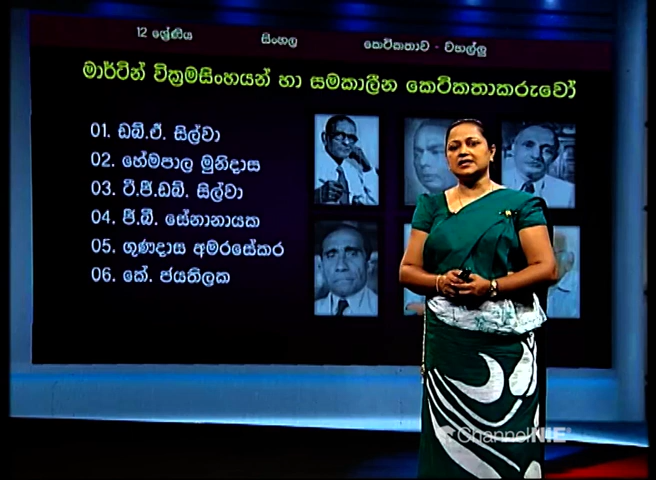 12 ශ්‍රේණිය සිංහල කෙටිකතාව - වහල්ලු
මාර්ටින් වික්‍රමසිංහයන් හා සමකාලීන කෙටිකතාකරුවෝ
01. ඩබ්.ඒ. සිල්වා
02. හේමපාල මුනිදාස
03. ටී.ජී.ඩබ්. සිල්වා
04. ජී.බී. සේනානායක
05. ගුණදාස අමරසේකර
06. කේ. ජයතිලක
ChannelNIE